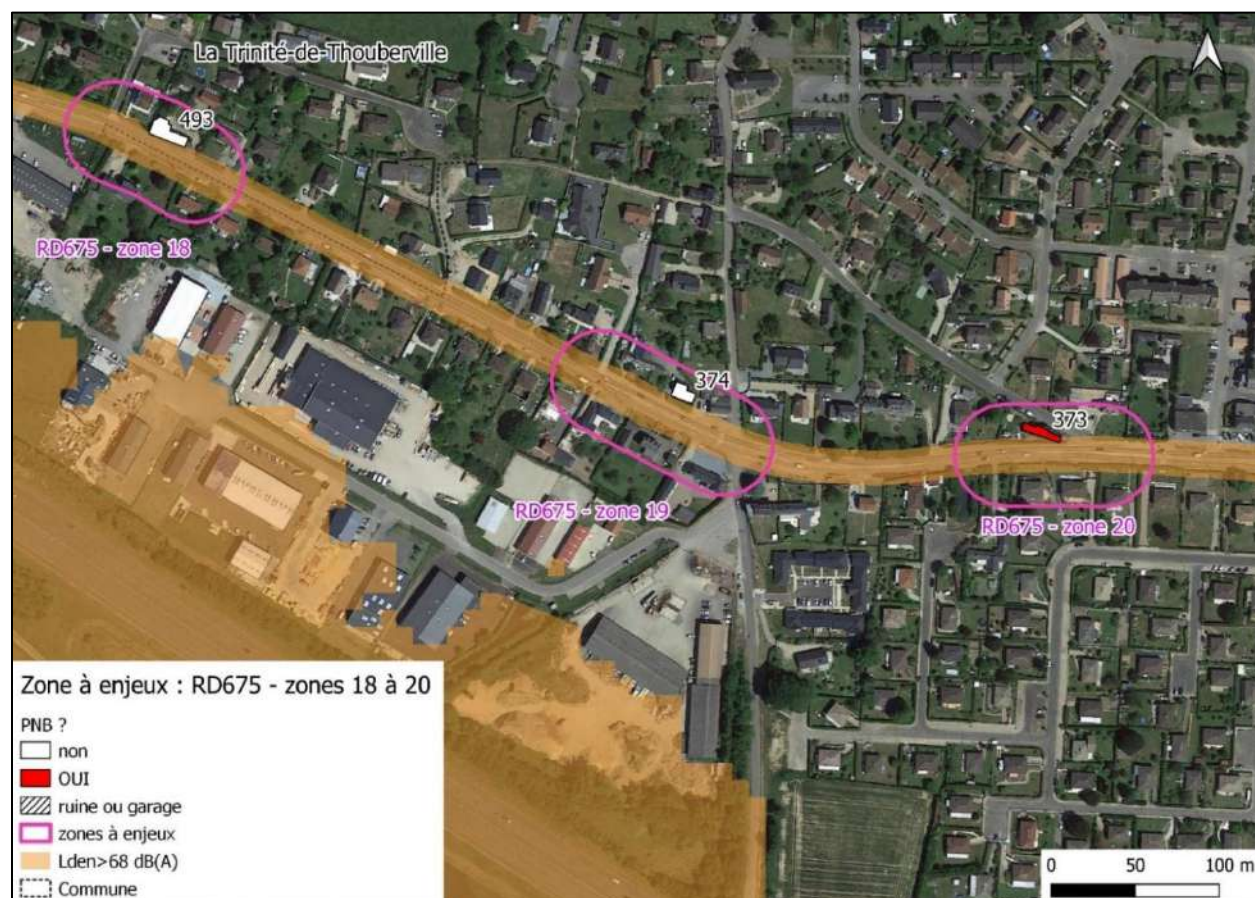 La Trinité-de-Thouberville
493
RD675 - zone 18
374
RD675 - zone 19
373
RD675 - zone 20
Zone à enjeux : RD675 - zones 18 à 20
PNB ?
non
OUI
ruine ou garage
zones à enjeux
Lden>68 dB(A)
Commune
0 50 100 m